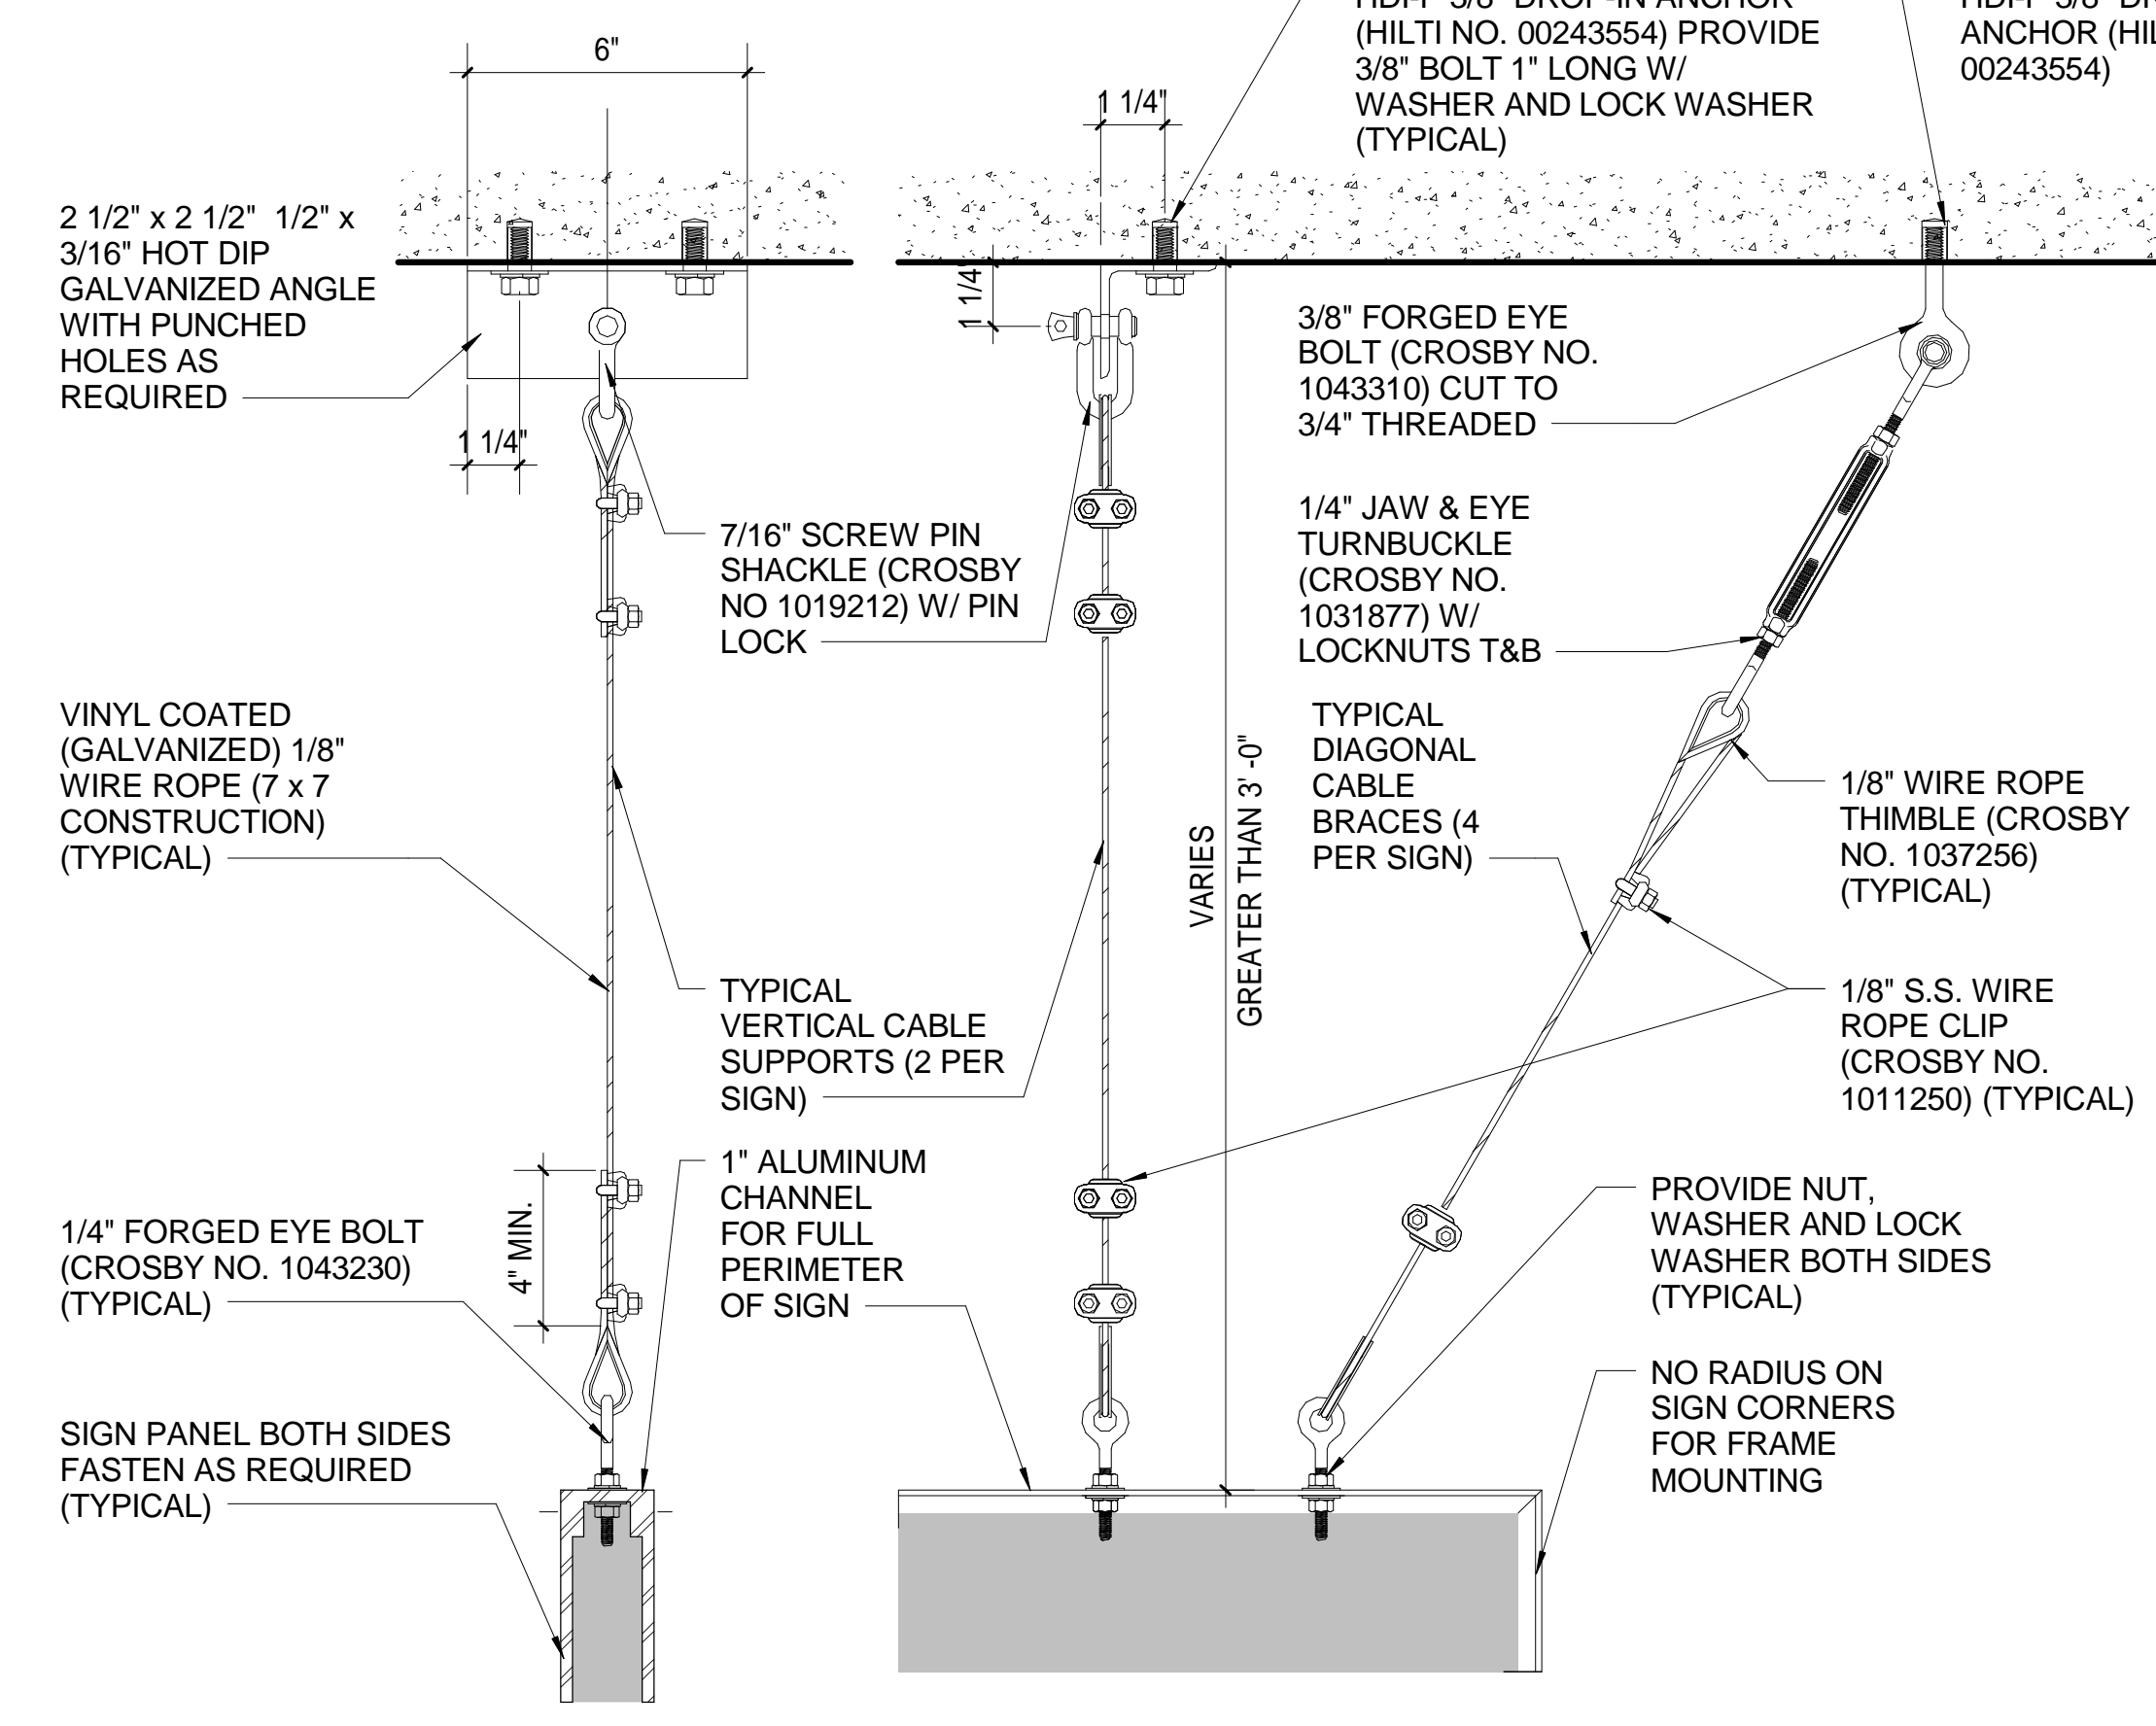 6"
HDI-P 3/8" DROP-IN ANCHOR
(HILTI NO. 00243554) PROVIDE
3/8" BOLT 1" LONG W/
WASHER AND LOCK WASHER
(TYPICAL)
ANCHOR
00243554)
1 1/4"
2 1/2" x 2 1/2" 1/2" x
3/16" HOT DIP
GALVANIZED ANGLE
WITH PUNCHED
HOLES AS
REQUIRED
1 1/4"
1 1/4"
3/8" FORGED EYE
BOLT (CROSBY NO.
1043310) CUT TO
3/4" THREADED
7/16" SCREW PIN
SHACKLE (CROSBY
NO 1019212) W/ PIN
LOCK
1/4" JAW & EYE
TURNBUCKLE
(CROSBY NO.
1031877) W/
LOCKNUTS T&B
VINYL COATED
(GALVANIZED) 1/8"
WIRE ROPE (7 x 7
CONSTRUCTION)
(TYPICAL)
VARIES
GREATER THAN 3' -0"
TYPICAL
DIAGONAL
CABLE
BRACES (4
PER SIGN)
1/8" WIRE ROPE
THIMBLE (CROSBY
NO. 1037256)
(TYPICAL)
TYPICAL
VERTICAL CABLE
SUPPORTS (2 PER
SIGN)
1/8" S.S. WIRE
ROPE CLIP
(CROSBY NO.
1011250) (TYPICAL)
1" ALUMINUM
CHANNEL
FOR FULL
PERIMETER
OF SIGN
4" MIN.
1/4" FORGED EYE BOLT
(CROSBY NO. 1043230)
(TYPICAL)
PROVIDE NUT,
WASHER AND LOCK
WASHER BOTH SIDES
(TYPICAL)
SIGN PANEL BOTH SIDES
FASTEN AS REQUIRED
(TYPICAL)
NO RADIUS ON
SIGN CORNERS
FOR FRAME
MOUNTING